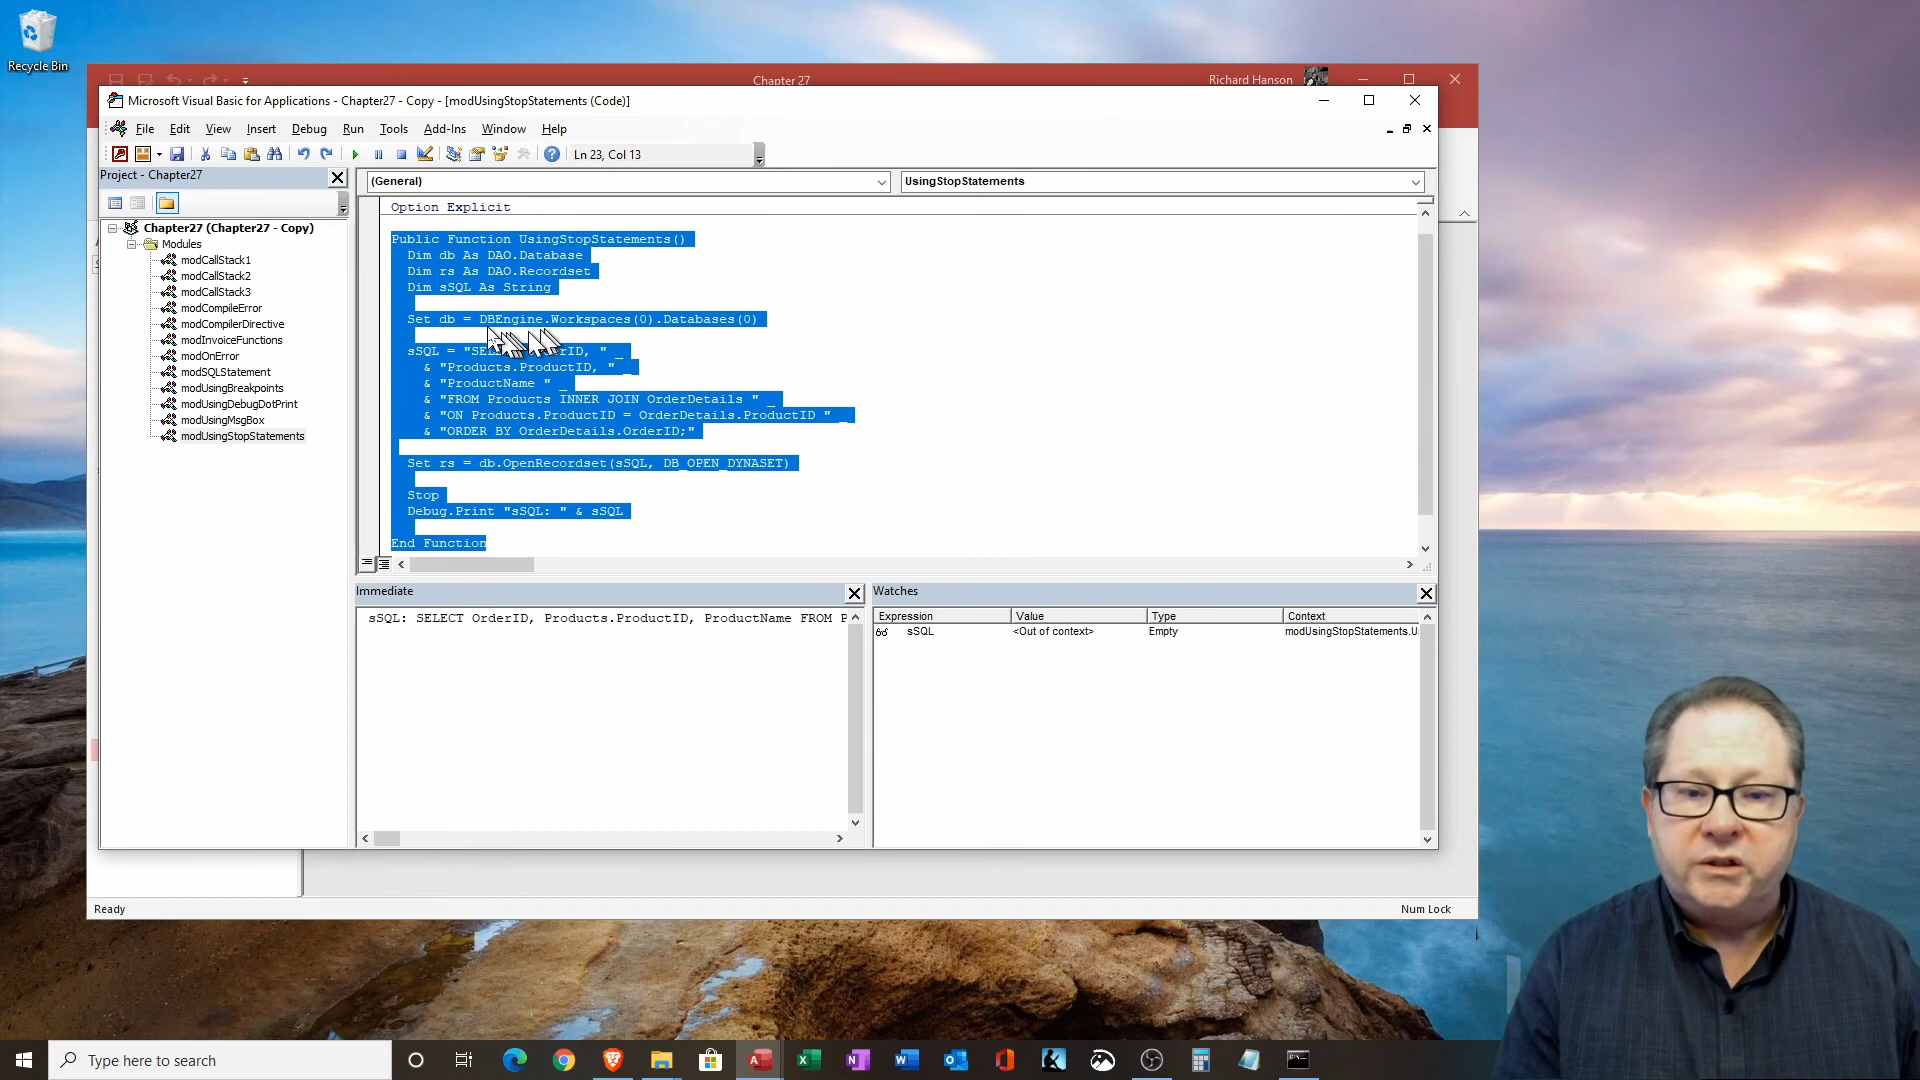 Recycle Bin
Chapter 27
Richard Hanson
Microsoft Visual Basic for Applications - Chapter27 - Copy - [modUsingStopStatements (Code)]
File Edit View Insert Debug Run Tools Add-Ins Window Help
Ln 23, Col 13
Project - Chapter27
(General)
UsingStopStatements
Chapter27 (Chapter27 - Copy)
Modules
modCallStack1
modCallStack2
modCallStack3
modCompileError
modCompilerDirective
modInvoiceFunctions
modOnError
modSQLStatement
modUsingBreakpoints
modUsingDebugDotPrint
modUsingMsgBox
modUsingStopStatements
Option Explicit
Public Function UsingStopStatements()
Dim db As DAO.Database
Dim rs As DAO.Recordset
Dim sSQL As String
Set db = DBEngine.Workspaces(0).Databases(0)
sSQL = "SEL rID, " _
& "Products.ProductID, " _
& "ProductName " _
& "FROM Products INNER JOIN OrderDetails " _
& "ON Products.ProductID = OrderDetails.ProductID " _
& "ORDER BY OrderDetails.OrderID;"
Set rs = db.OpenRecordset(sSQL, DB_OPEN_DYNASET)
Stop
Debug.Print "sSQL: " & sSQL
End Function
Immediate
sSQL: SELECT OrderID, Products.ProductID, ProductName FROM P
Watches
Expression Value Type Context
sSQL <Out of context> Empty modUsingStopStatements.U
Ready
Num Lock
Type here to search